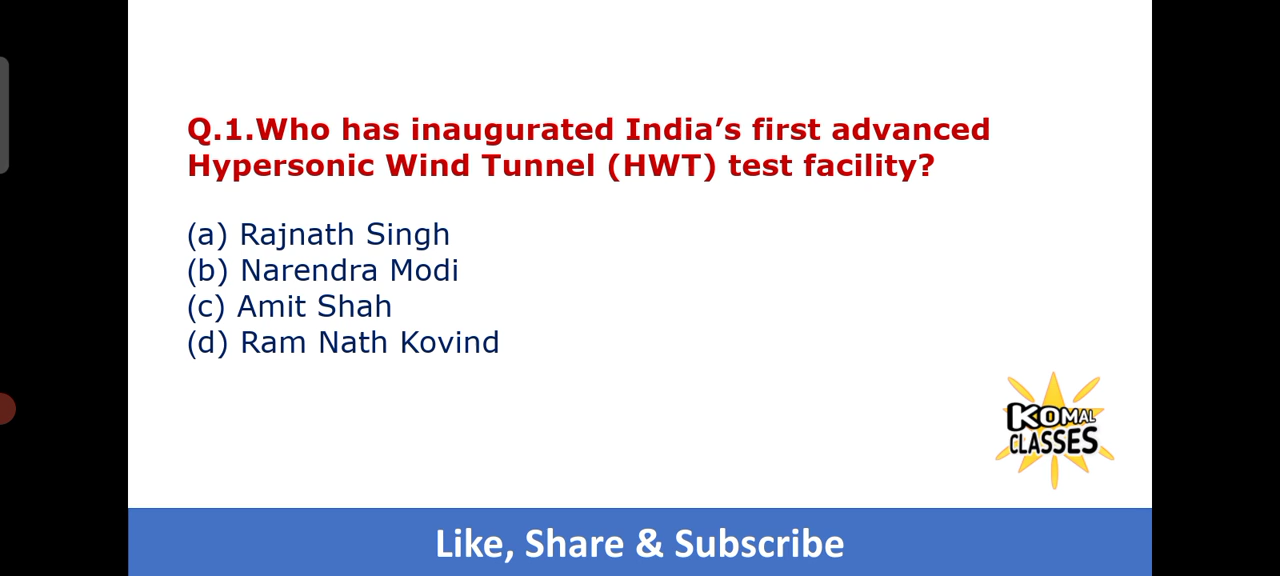 Q.1.Who has inaugurated India’s first advanced
Hypersonic Wind Tunnel (HWT) test facility?
(a) Rajnath Singh
(b) Narendra Modi
(c) Amit Shah
(d) Ram Nath Kovind
KOMAL
CLASSES
Like, Share & Subscribe